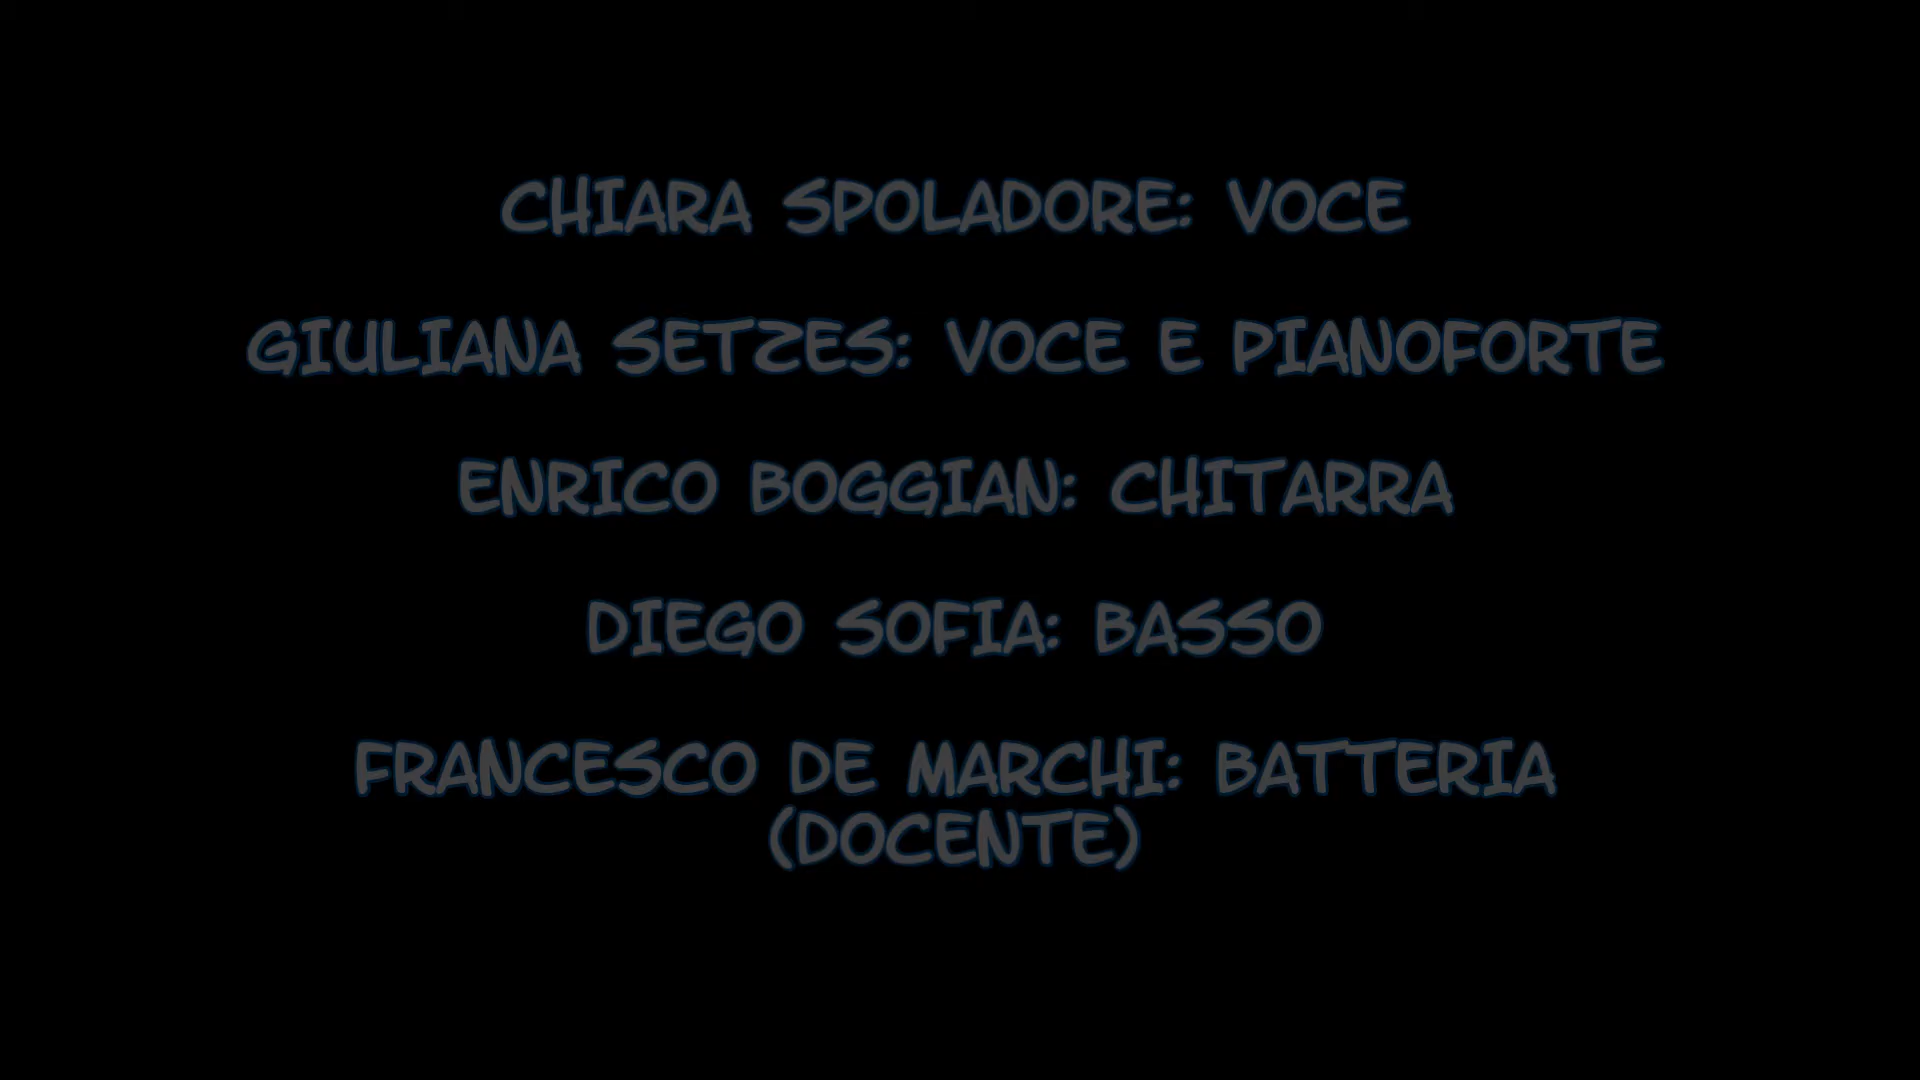 CHIARA SPOLADORE: VOCE
GIULIANA SETZES: VOCE E PIANOFORTE
ENRICO BOGGIAN: CHITARRA
DIEGO SOFIA: BASSO
FRANCESCO DE MARCHI: BATTERIA
(DOCENTE)